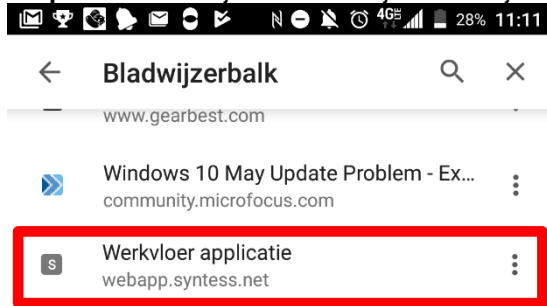 4GE 28% 11:11
Bladwijzerbalk
www.gearbest.com
Windows 10 May Update Problem - Ex...
community.microfocus.com
S Werkvloer applicatie
webapp.syntess.net